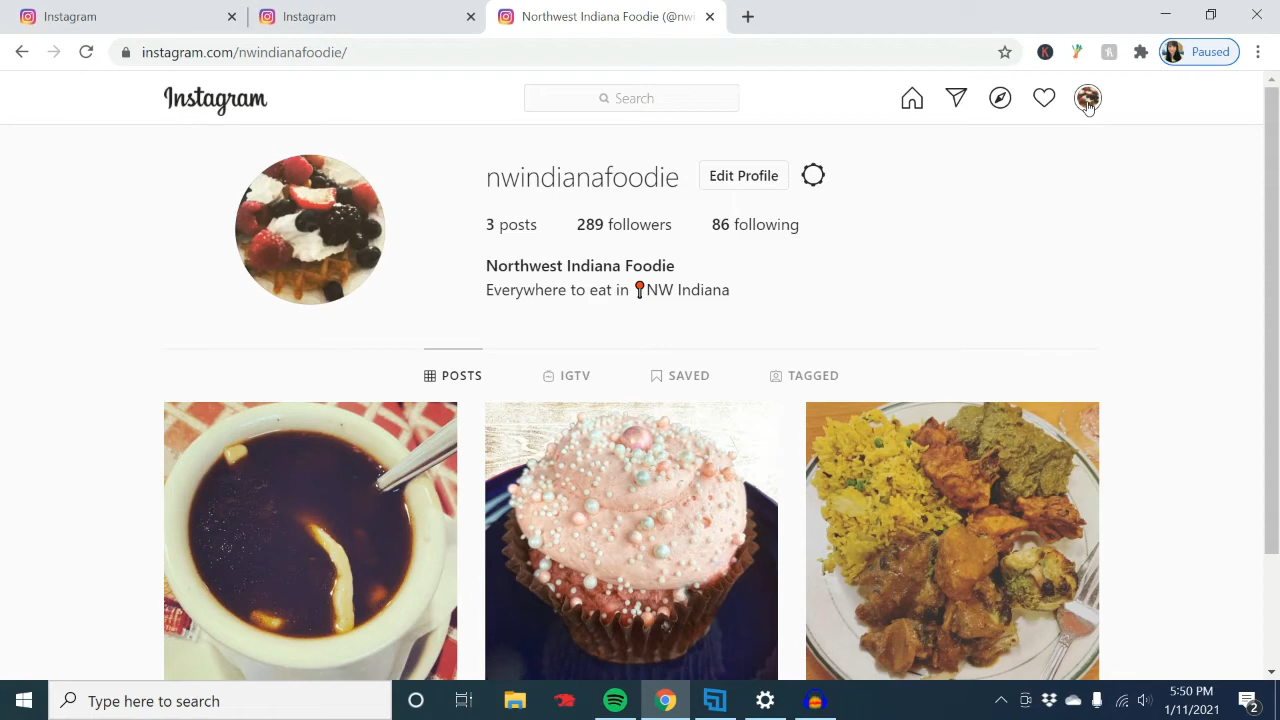 Instagram
Instagram
Northwest Indiana Foodie (@nwi
instagram.com/nwindianafoodie/
Paused
Instagram
Search
nwindianafoodie
Edit Profile
3 posts 289 followers 86 following
Northwest Indiana Foodie
Everywhere to eat in 📍NW Indiana
POSTS IGTV SAVED TAGGED
Type here to search
5:50 PM
1/11/2021
2